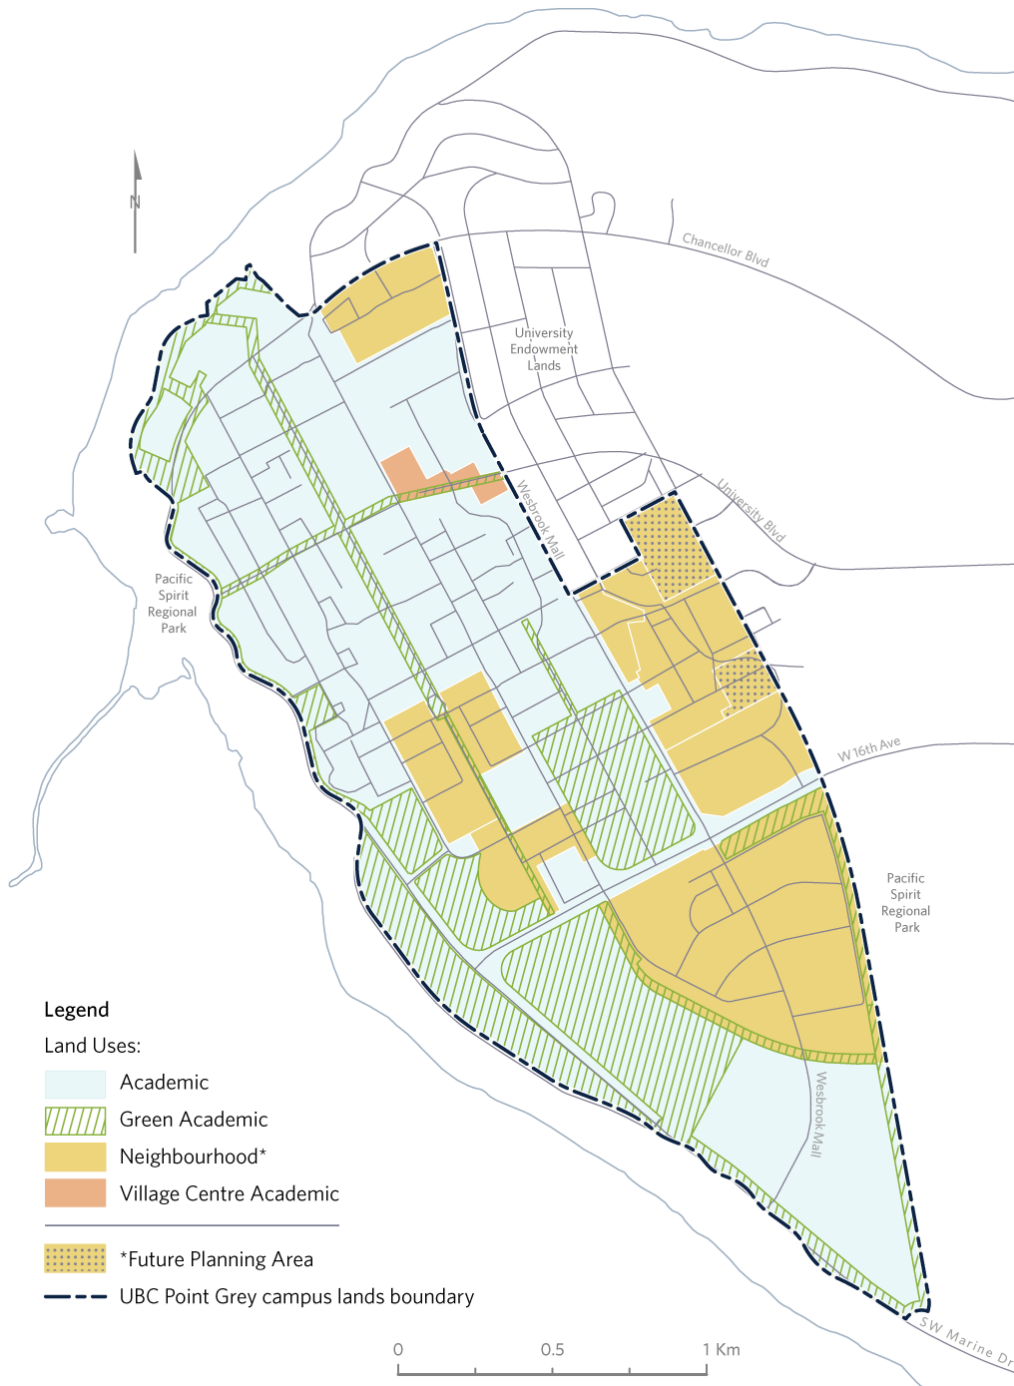 N
Chancellor Blvd
University
Endowment
Lands
Wesbrook Mall
University Blvd
Pacific
Spirit
Regional
Park
W 16th Ave
Pacific
Spirit
Regional
Park
Wesbrook Mall
SW Marine Dr
Legend
Land Uses:
Academic
Green Academic
Neighbourhood*
Village Centre Academic
*Future Planning Area
UBC Point Grey campus lands boundary
0 0.5 1 Km